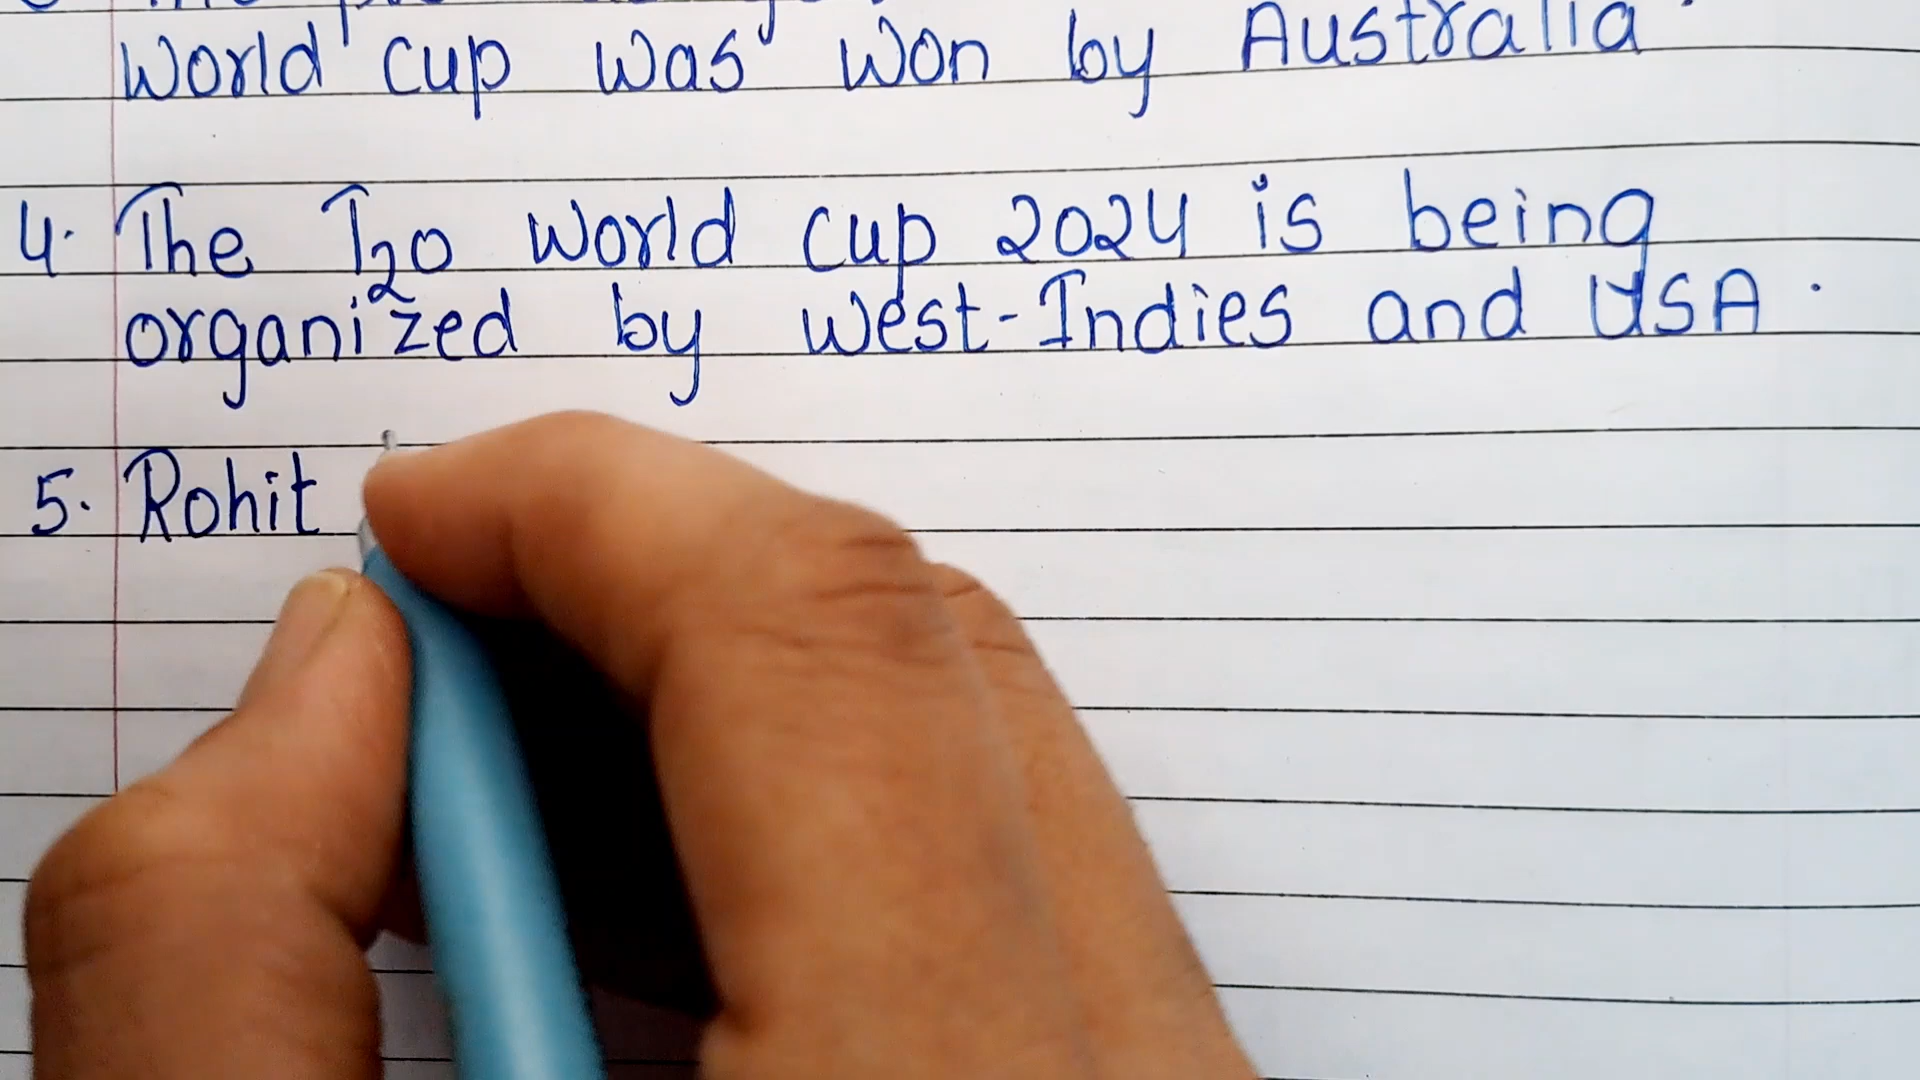 World cup was won by Australia.
4. The T20 world cup 2024 is being
organized by west-Indies and USA.
5. Rohit